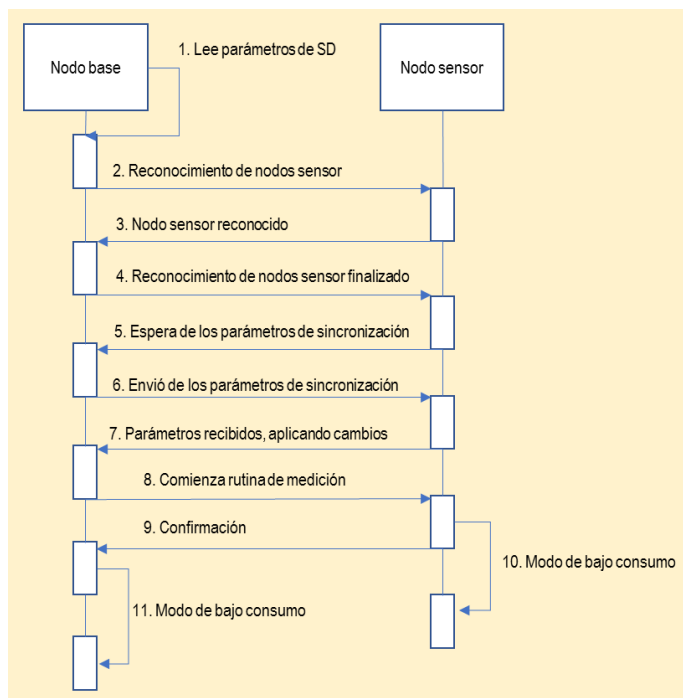 Nodo base
1. Lee parámetros de SD
Nodo sensor
2. Reconocimiento de nodos sensor
3. Nodo sensor reconocido
4. Reconocimiento de nodos sensor finalizado
5. Espera de los parámetros de sincronización
6. Envió de los parámetros de sincronización
7. Parámetros recibidos, aplicando cambios
8. Comienza rutina de medición
9. Confirmación
10. Modo de bajo consumo
11. Modo de bajo consumo